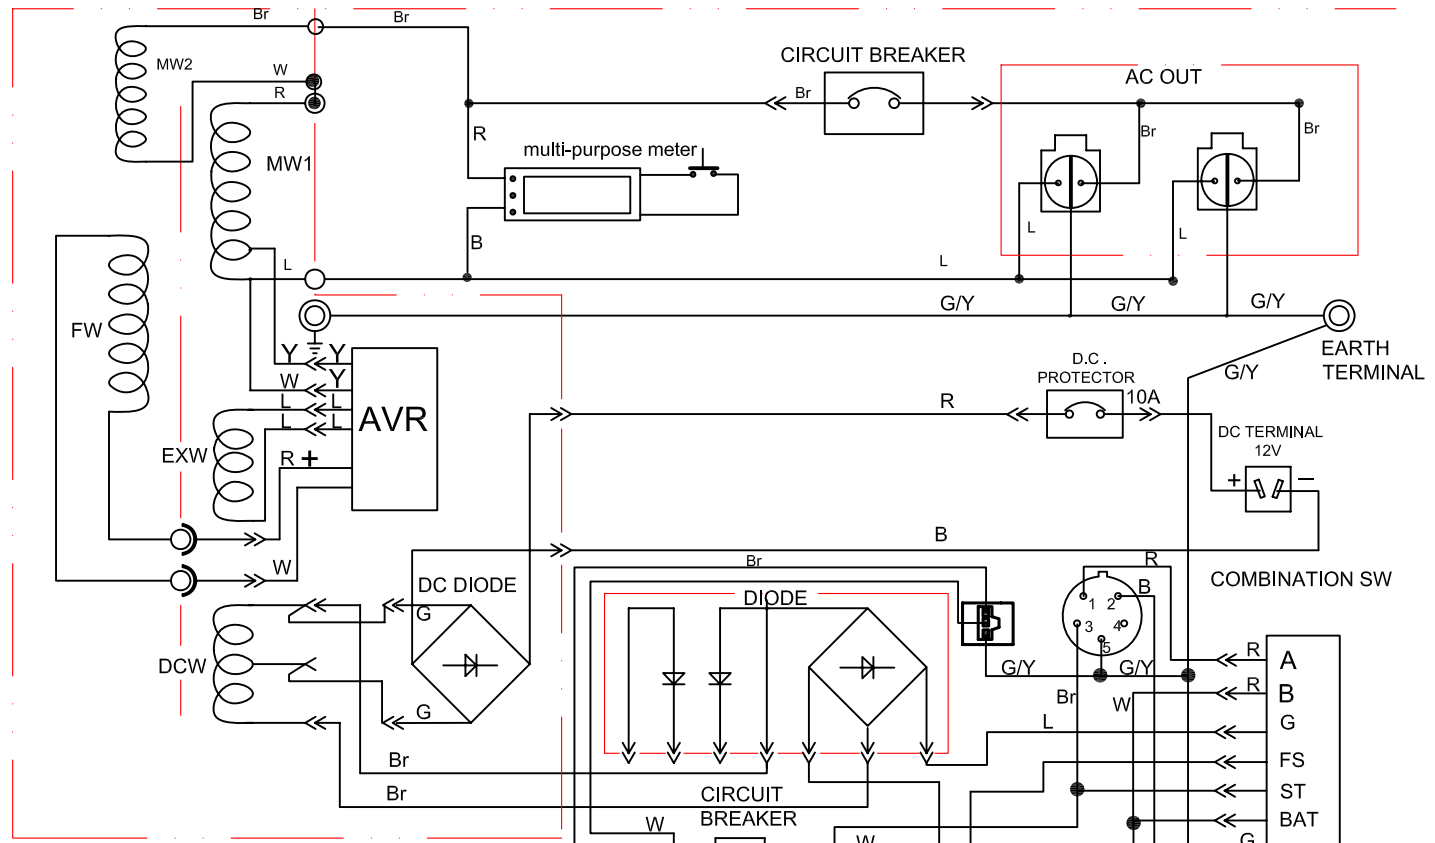 Br
Br
MW2
W
R
CIRCUIT BREAKER
Br
AC OUT
R
multi-purpose meter
Br
Br
MW1
B
L
L
L
L
G/Y
G/Y
G/Y
EARTH
TERMINAL
FW
Y
Y
W
Y
L
L
L
L
AVR
EXW
R +
W
D.C .
PROTECTOR
10A
G/Y
R
DC TERMINAL
12V
+
−
B
Br
DC DIODE
G
G
DCW
DIODE
R
B
1
2
3
4
5
COMBINATION SW
G/Y
G/Y
Br
W
R
A
R
B
L
G
FS
ST
BAT
G
Br
Br
CIRCUIT
BREAKER
W
W